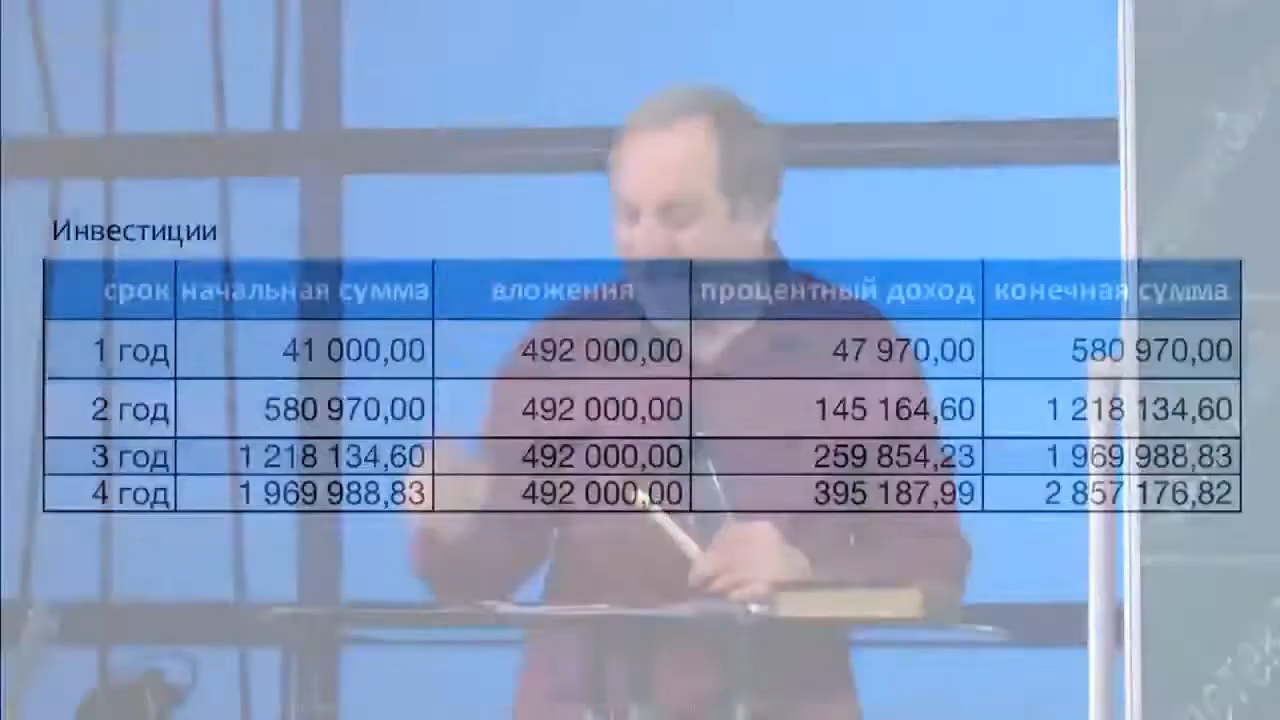 Инвестиции
срок начальная сумма вложения процентный доход конечная сумма
1 год 41 000,00 492 000,00 47 970,00 580 970,00
2 год 580 970,00 492 000,00 145 164,60 1 218 134,60
3 год 1 218 134,60 492 000,00 259 854,23 1 969 988,83
4 год 1 969 988,83 492 000,00 395 187,99 2 857 176,82